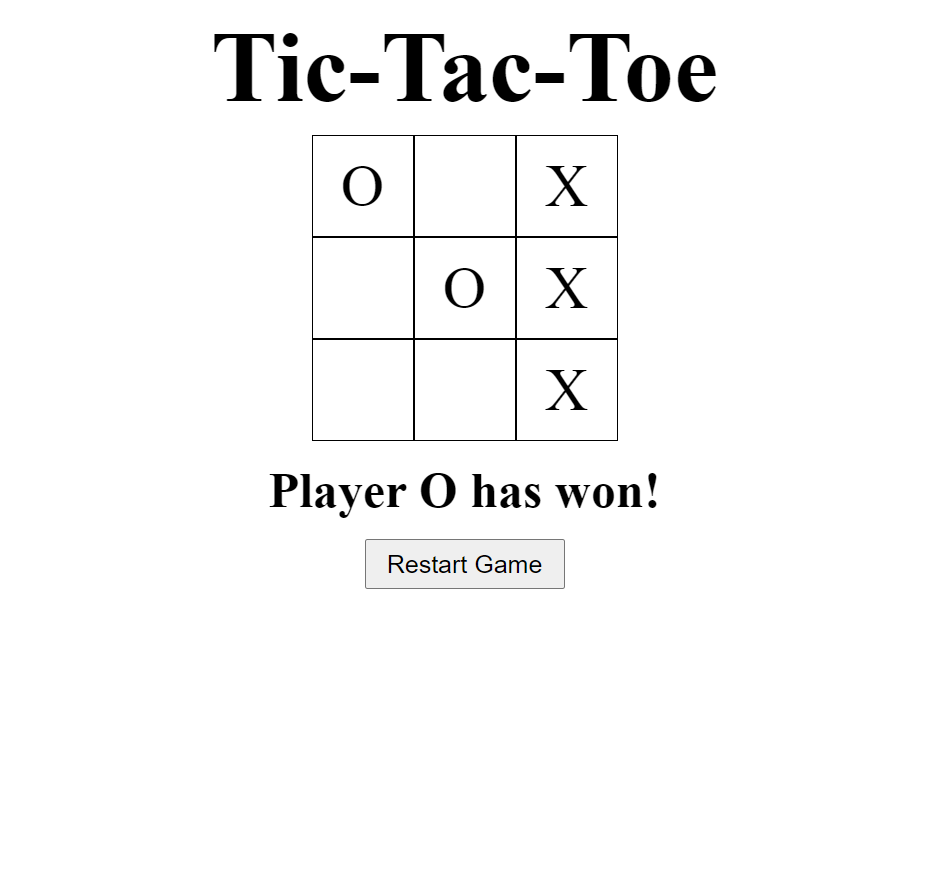 Tic-Tac-Toe
O X
O X
X
Player O has won!
Restart Game